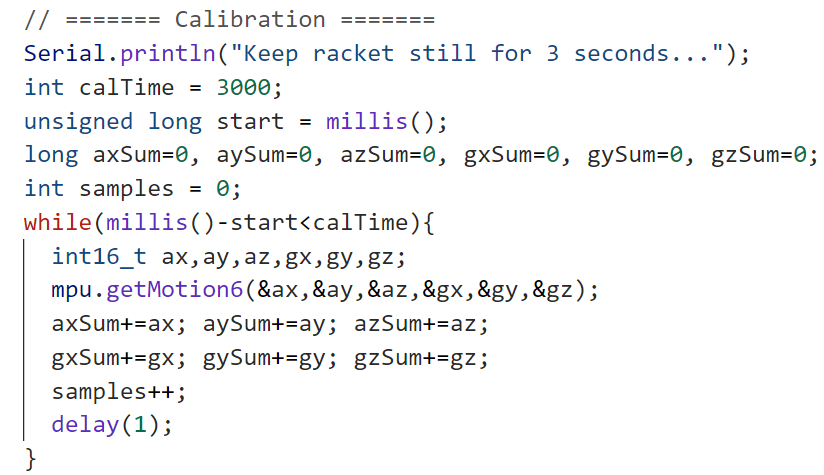 // ======= Calibration =======
Serial.println("Keep racket still for 3 seconds...");
int calTime = 3000;
unsigned long start = millis();
long axSum=0, aySum=0, azSum=0, gxSum=0, gySum=0, gzSum=0;
int samples = 0;
while(millis()-start<calTime){
  int16_t ax,ay,az,gx,gy,gz;
  mpu.getMotion6(&ax,&ay,&az,&gx,&gy,&gz);
  axSum+=ax; aySum+=ay; azSum+=az;
  gxSum+=gx; gySum+=gy; gzSum+=gz;
  samples++;
  delay(1);
}